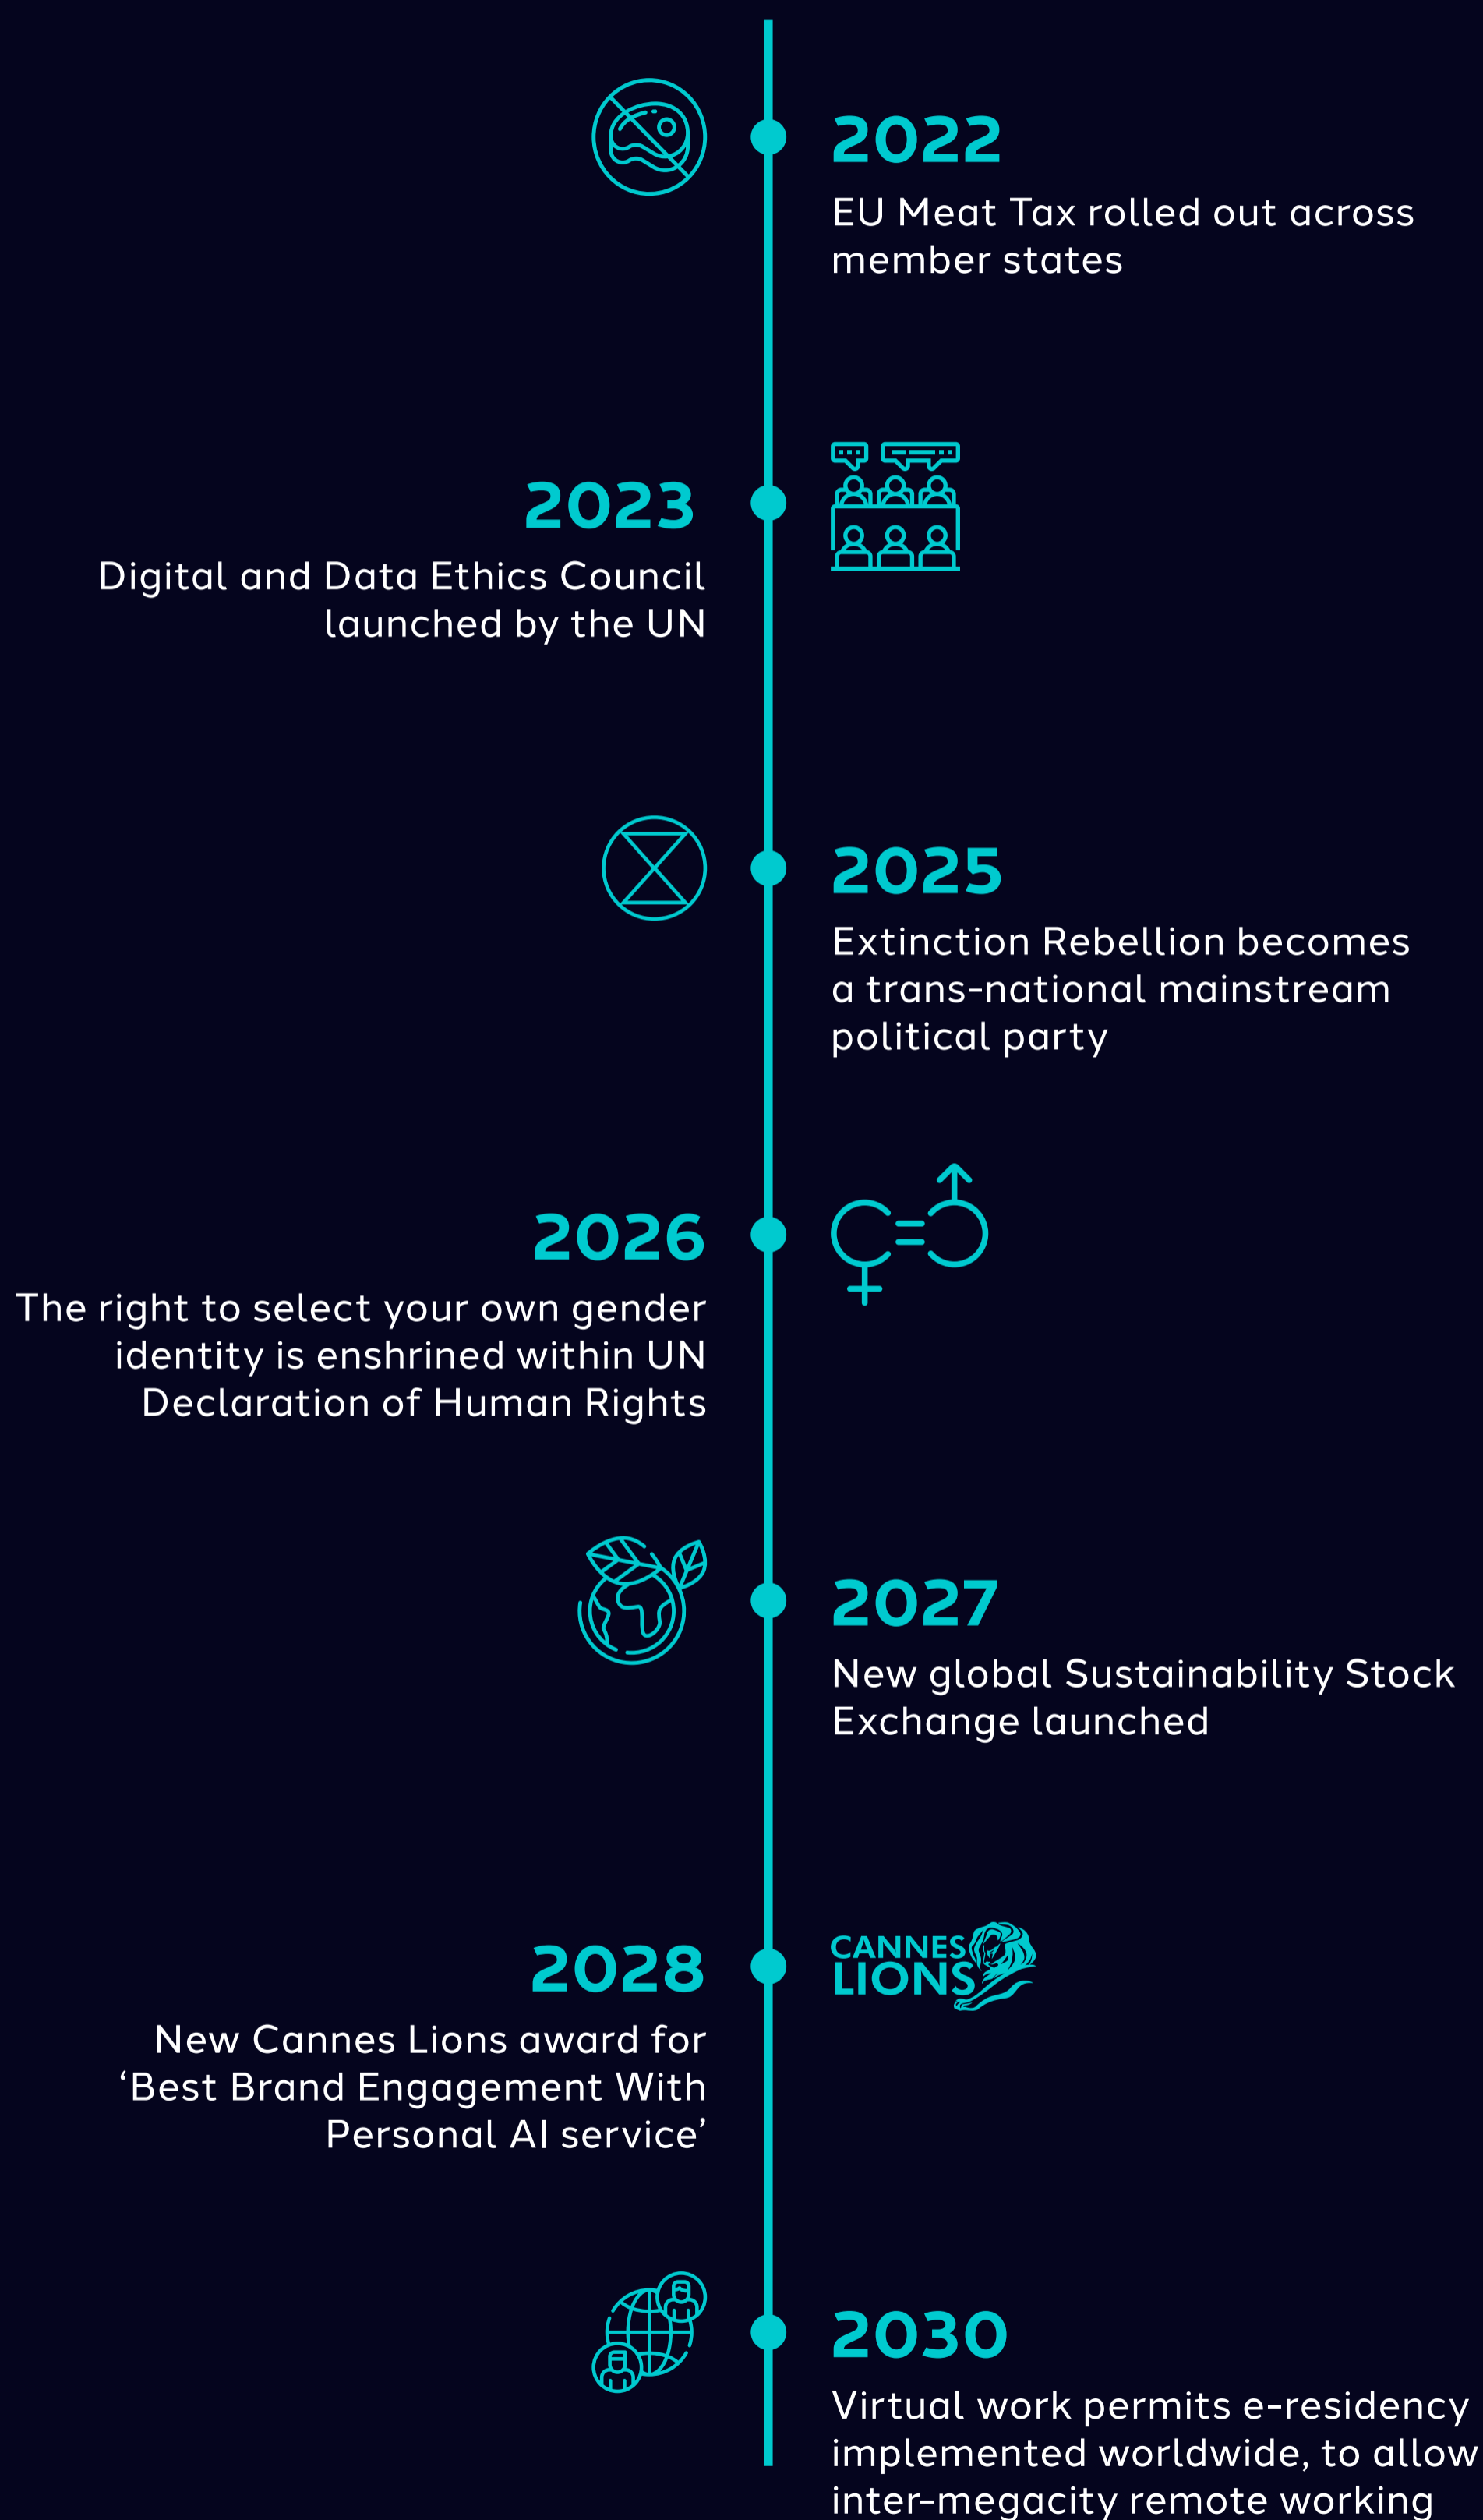 2022
EU Meat Tax rolled out across
member states
2023
Digital and Data Ethics Council
launched by the UN
2025
Extinction Rebellion becomes
a trans-national mainstream
political party
2026
The right to select your own gender
identity is enshrined within UN
Declaration of Human Rights
2027
New global Sustainability Stock
Exchange launched
2028
New Cannes Lions award for
‘Best Brand Engagement With
Personal AI service’
CANNES
LIONS
2030
Virtual work permits e-residency
implemented worldwide, to allow
inter-megacity remote working